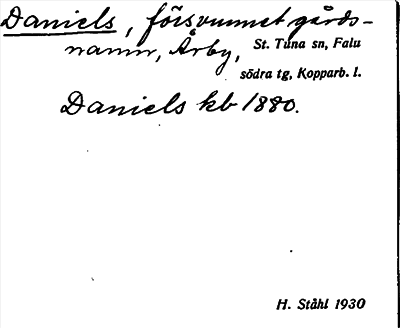 Daniels, försvunnet gårds-
namn, Årby, St. Tuna sn, Falu
södra tg, Kopparb. l.
Daniels kb 1880.
H. Ståhl 1930